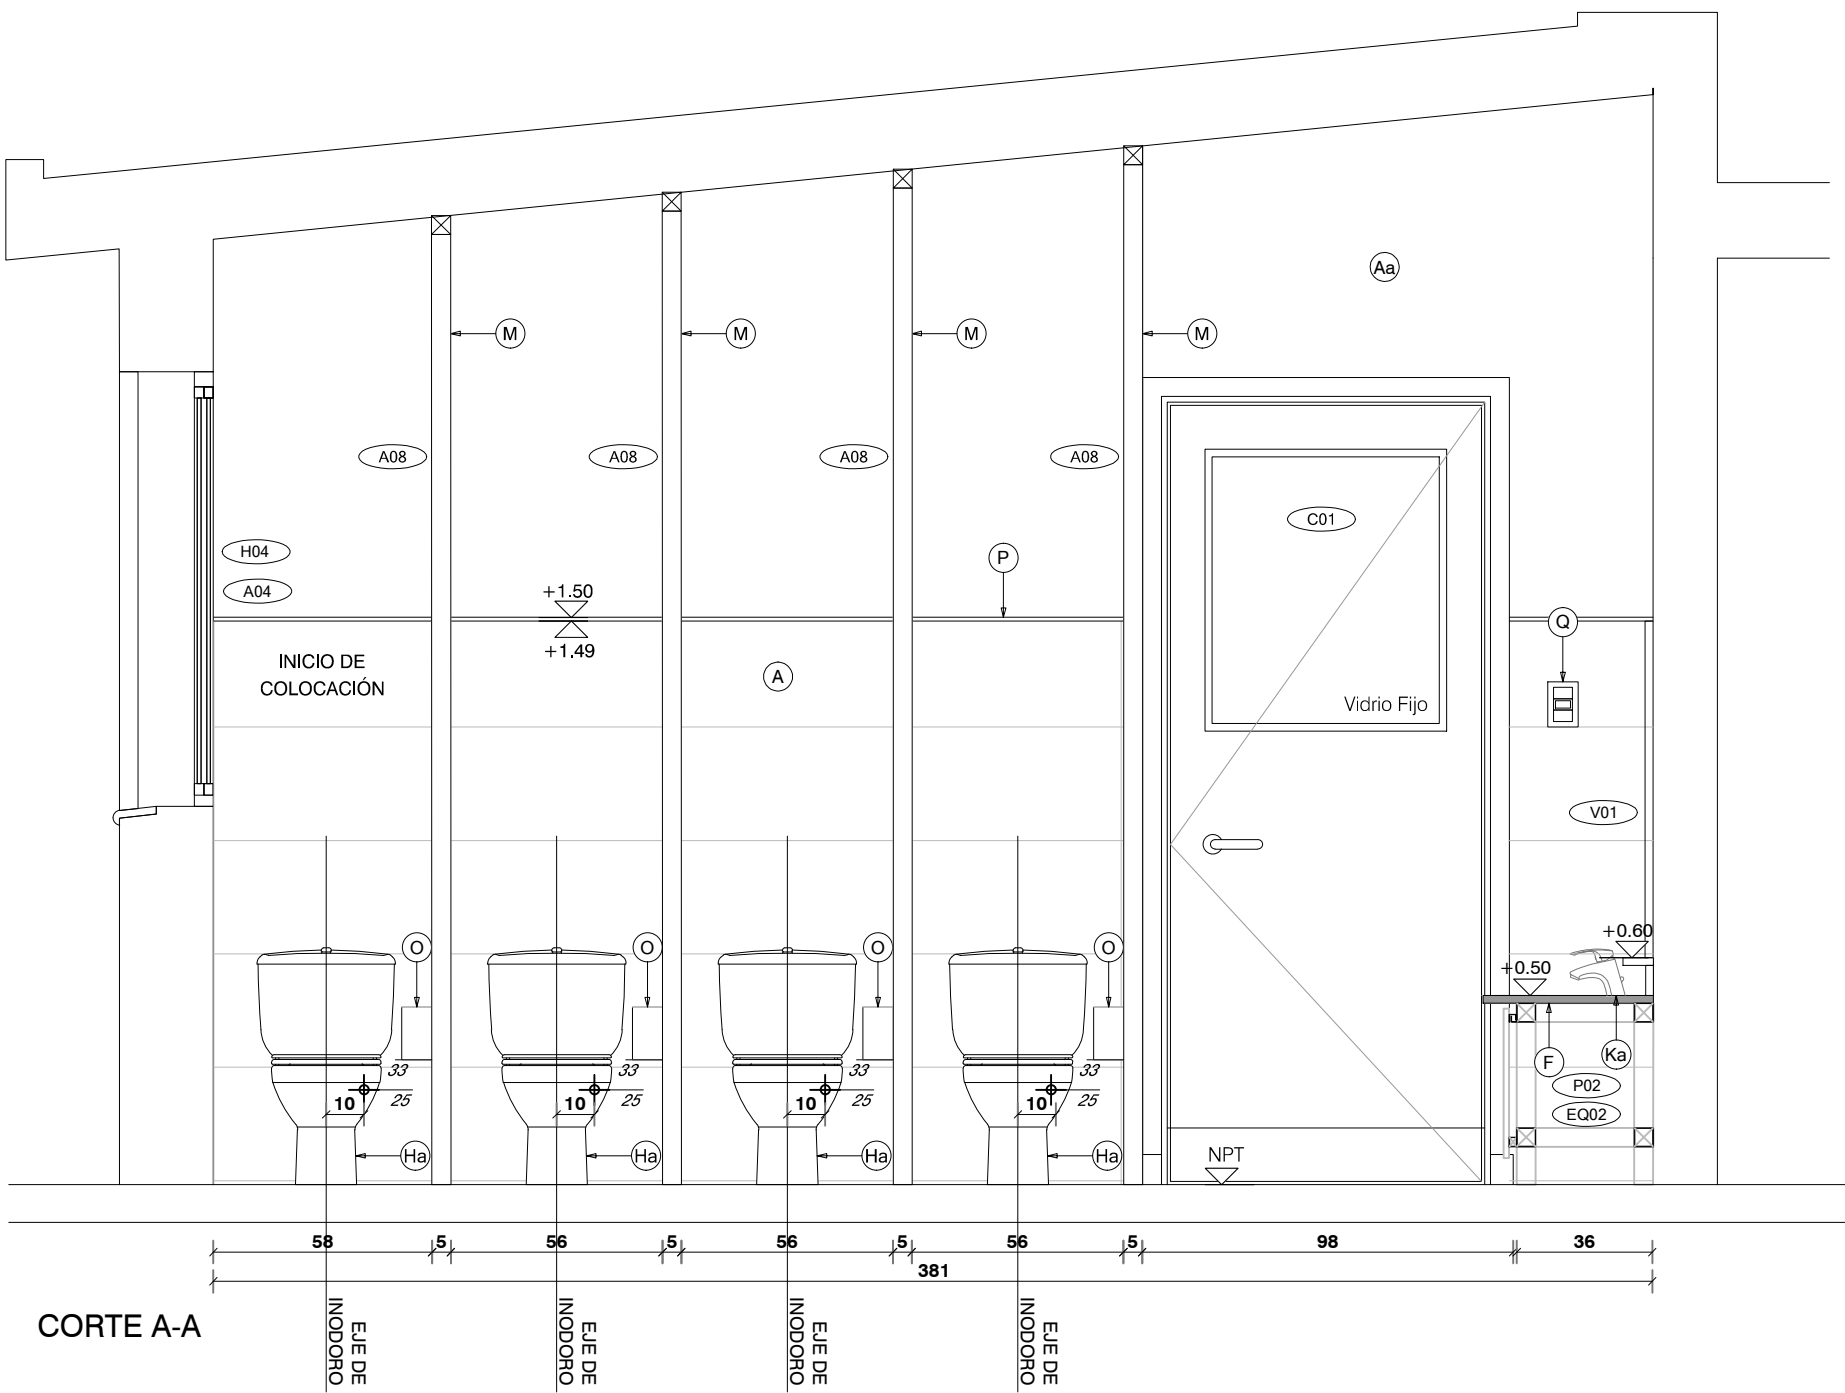 Aa
M
M
M
M
A08
A08
A08
A08
C01
H04
A04
P
+1.50
+1.49
INICIO DE
COLOCACIÓN
A
Q
Vidrio Fijo
V01
O
O
O
O
+0.60
+0.50
F
Ka
P02
EQ02
33
25
10
33
25
10
33
25
10
33
25
10
Ha
Ha
Ha
Ha
NPT
58
5
56
5
56
5
56
5
98
36
381
CORTE A-A
EJE DE
INODORO
EJE DE
INODORO
EJE DE
INODORO
EJE DE
INODORO